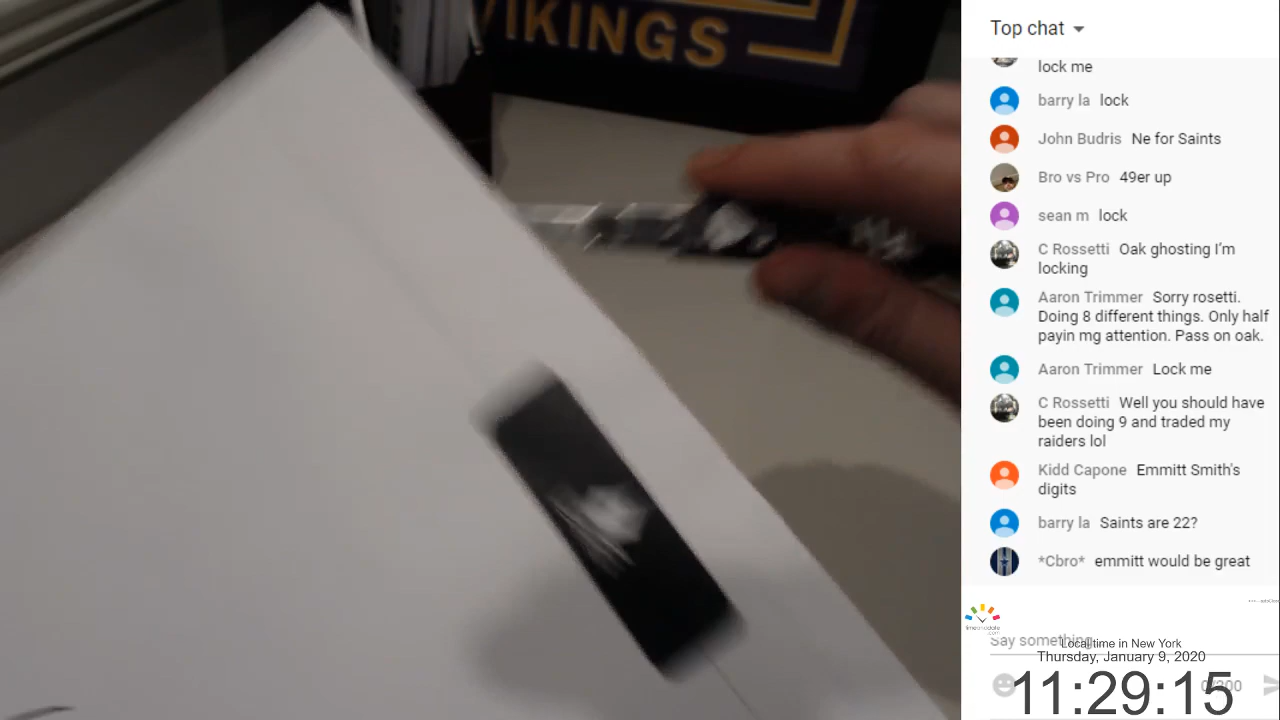 VIKINGS
Top chat
lock me
barry la lock
John Budris Ne for Saints
Bro vs Pro 49er up
sean m lock
C Rossetti Oak ghosting I'm
locking
Aaron Trimmer Sorry rosetti.
Doing 8 different things. Only half
payin mg attention. Pass on oak.
Aaron Trimmer Lock me
C Rossetti Well you should have
been doing 9 and traded my
raiders lol
Kidd Capone Emmitt Smith's
digits
barry la Saints are 22?
*Cbro* emmitt would be great
Say something...
Local time in New York
Thursday, January 9, 2020
0/200
11:29:15